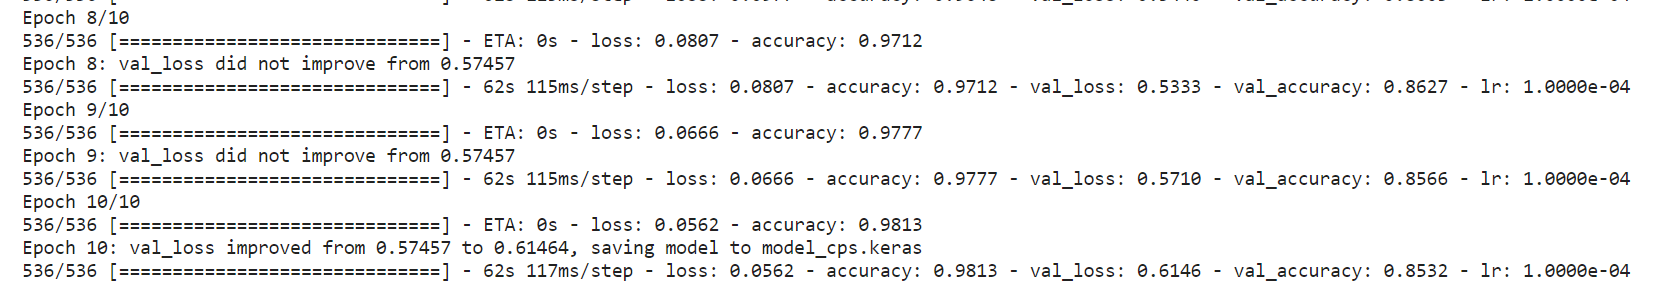 Epoch 8/10
536/536 [==============================] - ETA: 0s - loss: 0.0807 - accuracy: 0.9712
Epoch 8: val_loss did not improve from 0.57457
536/536 [==============================] - 62s 115ms/step - loss: 0.0807 - accuracy: 0.9712 - val_loss: 0.5333 - val_accuracy: 0.8627 - lr: 1.0000e-04
Epoch 9/10
536/536 [==============================] - ETA: 0s - loss: 0.0666 - accuracy: 0.9777
Epoch 9: val_loss did not improve from 0.57457
536/536 [==============================] - 62s 115ms/step - loss: 0.0666 - accuracy: 0.9777 - val_loss: 0.5710 - val_accuracy: 0.8566 - lr: 1.0000e-04
Epoch 10/10
536/536 [==============================] - ETA: 0s - loss: 0.0562 - accuracy: 0.9813
Epoch 10: val_loss improved from 0.57457 to 0.61464, saving model to model_cps.keras
536/536 [==============================] - 62s 117ms/step - loss: 0.0562 - accuracy: 0.9813 - val_loss: 0.6146 - val_accuracy: 0.8532 - lr: 1.0000e-04